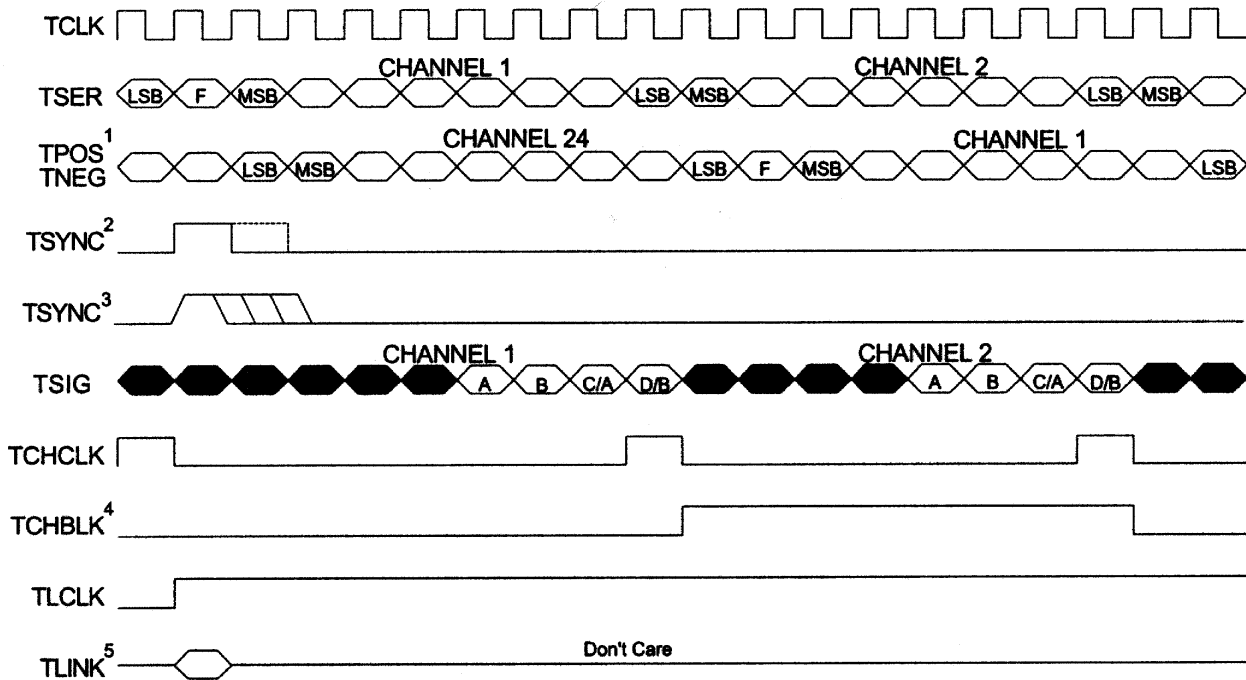 TCLK
CHANNEL 1 CHANNEL 2
TSER LSB F MSB LSB MSB LSB MSB
CHANNEL 24 CHANNEL 1
TPOS1
TNEG LSB MSB LSB F MSB LSB
TSYNC2
TSYNC3
CHANNEL 1 CHANNEL 2
TSIG A B C/A D/B A B C/A D/B
TCHCLK
TCHBLK4
TLCLK
Don't Care
TLINK5